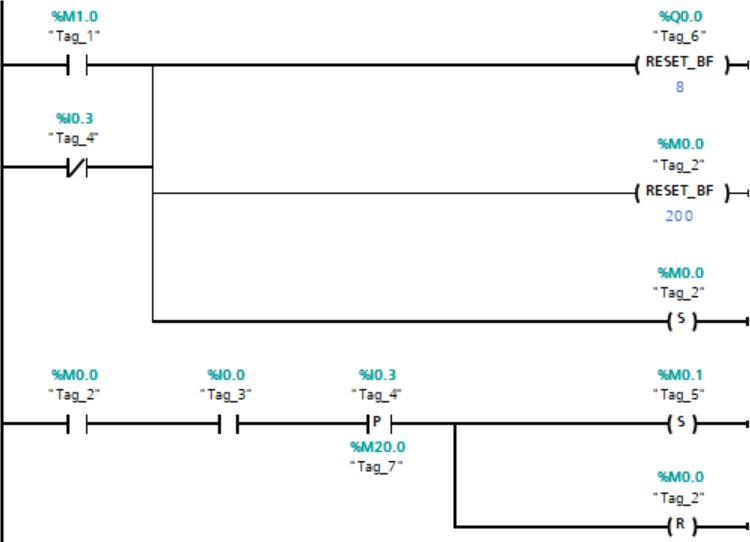 %M1.0 %Q0.0
"Tag_1" "Tag_6"
RESET_BF
8
%I0.3
"Tag_4"
%M0.0
"Tag_2"
RESET_BF
200
%M0.0
"Tag_2"
S
%M0.0 %I0.0 %I0.3 %M0.1
"Tag_2" "Tag_3" "Tag_4" "Tag_5"
P S
%M20.0
"Tag_7"
%M0.0
"Tag_2"
R